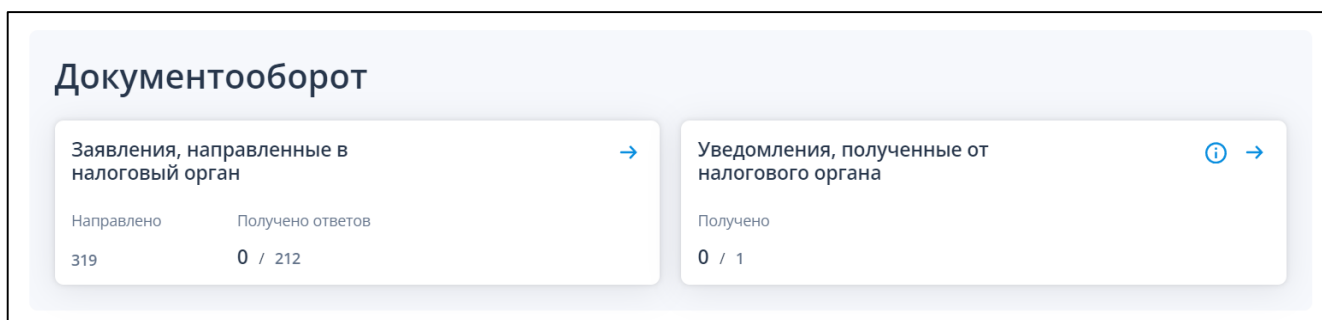 Документооборот
Заявления, направленные в
налоговый орган
Направлено
Получено ответов
319
0 / 212
Уведомления, полученные от
налогового органа
Получено
0 / 1